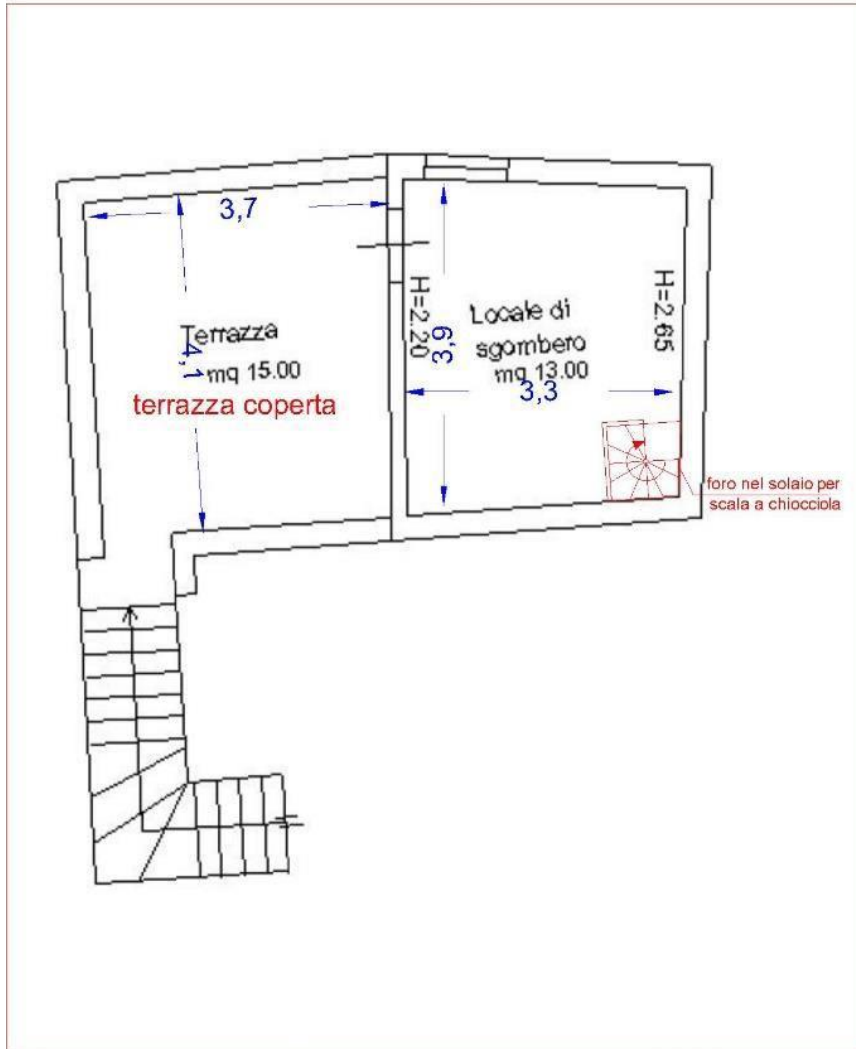 3,7
Terrazza
4,1
mq 15.00
terrazza coperta
H=2.20
3,9
Locale di
sgombero
mq 13.00
3,3
H=2.65
foro nel solaio per
scala a chiocciola